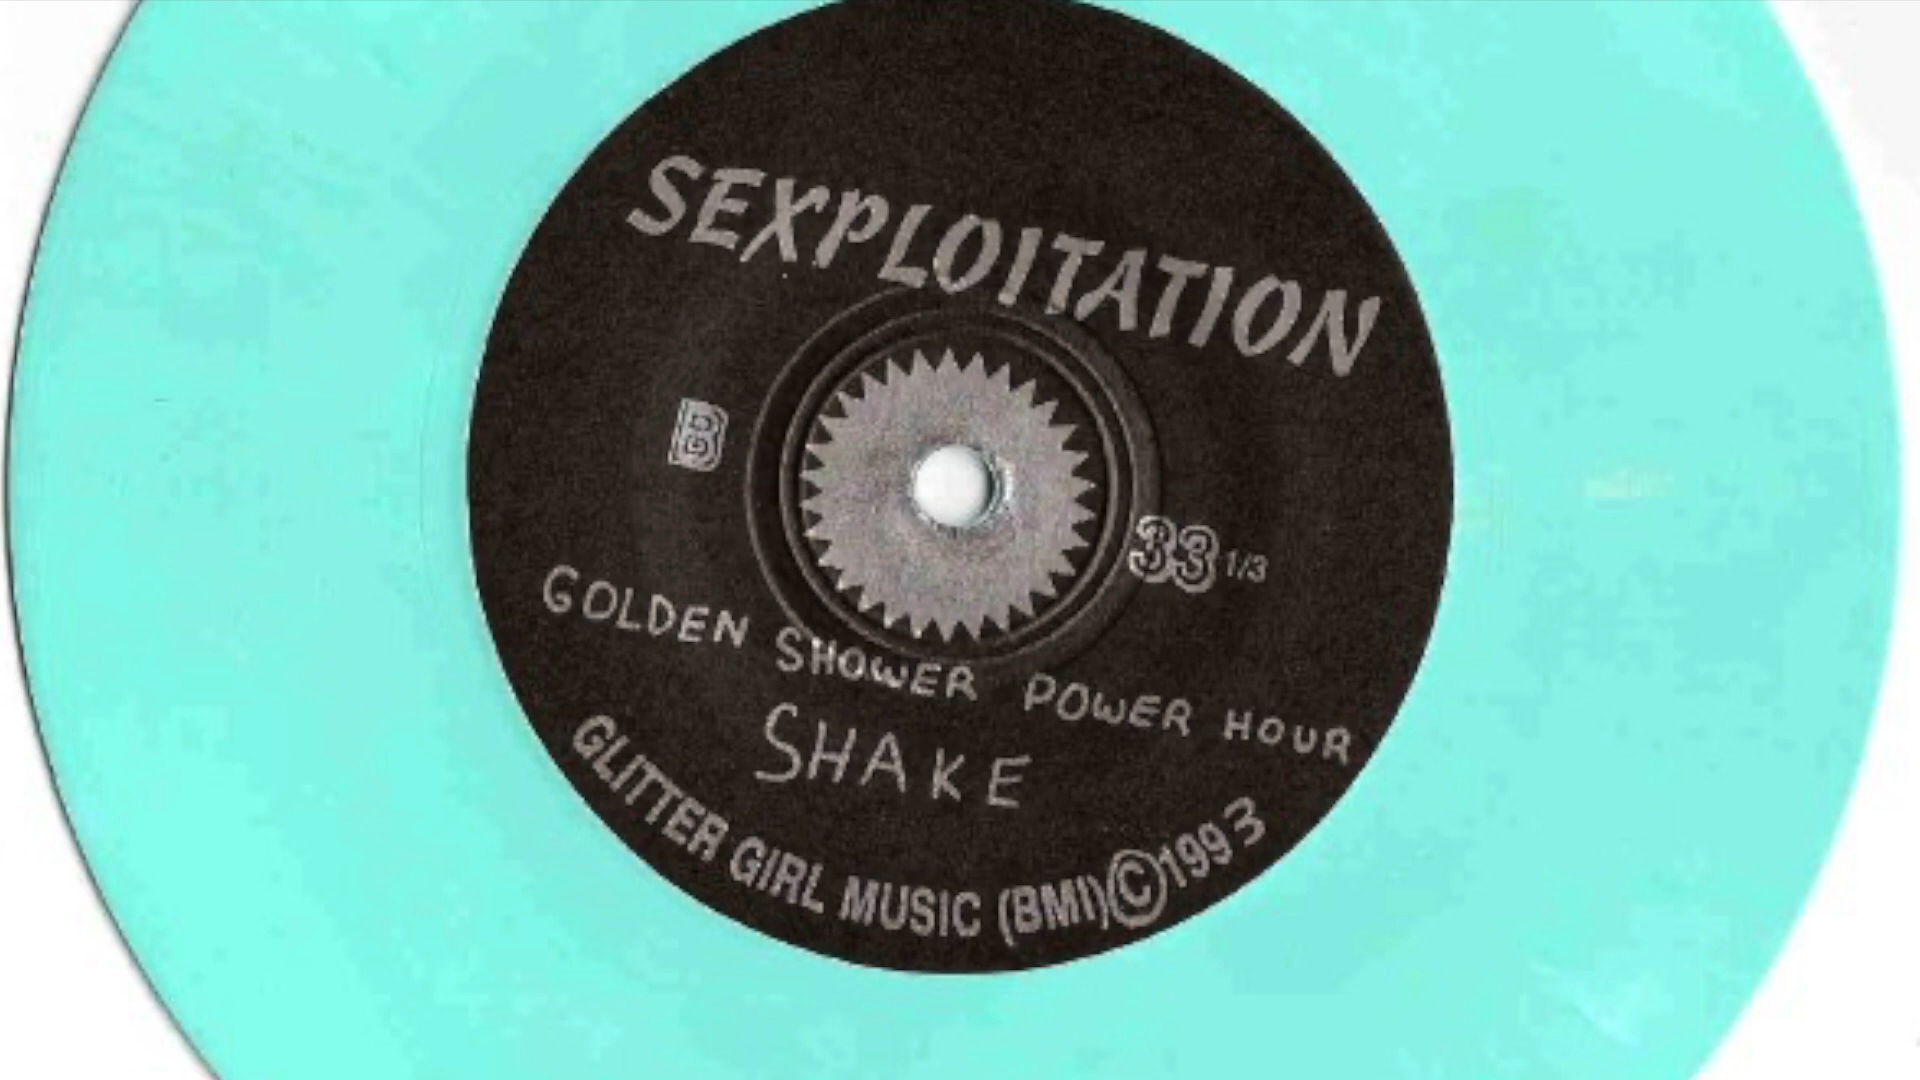 SEXPLOITATION
B
33 1/3
GOLDEN SHOWER POWER HOUR
SHAKE
GLITTER GIRL MUSIC (BMI)©1993